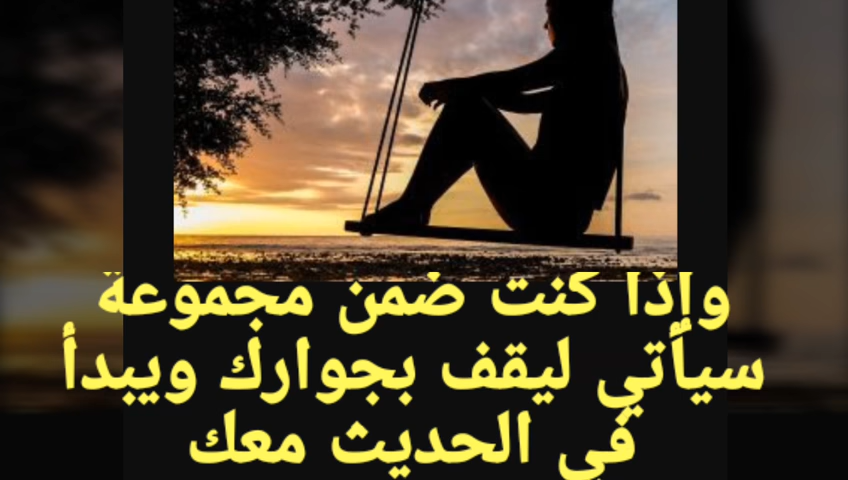 وإذا كنت ضمن مجموعة
سيأتي ليقف بجوارك ويبدأ
في الحديث معك